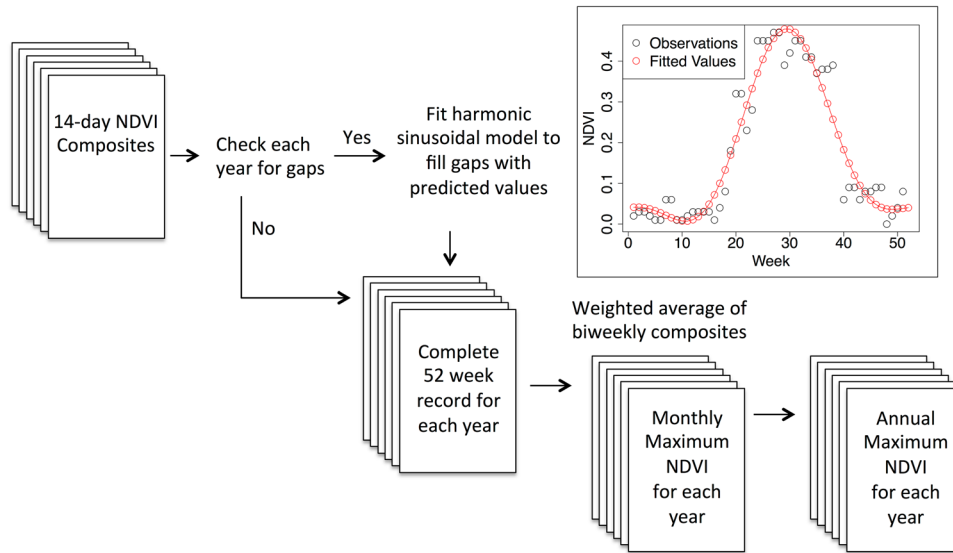 14-day NDVI
Composites
Check each
year for gaps
Yes
No
Fit harmonic
sinusoidal model to
fill gaps with
predicted values
Observations
Fitted Values
NDVI
0.0
0.1
0.2
0.3
0.4
0
10
20
30
40
50
Week
Complete
52 week
record for
each year
Weighted average of
biweekly composites
Monthly
Maximum
NDVI
for each
year
Annual
Maximum
NDVI
for each
year